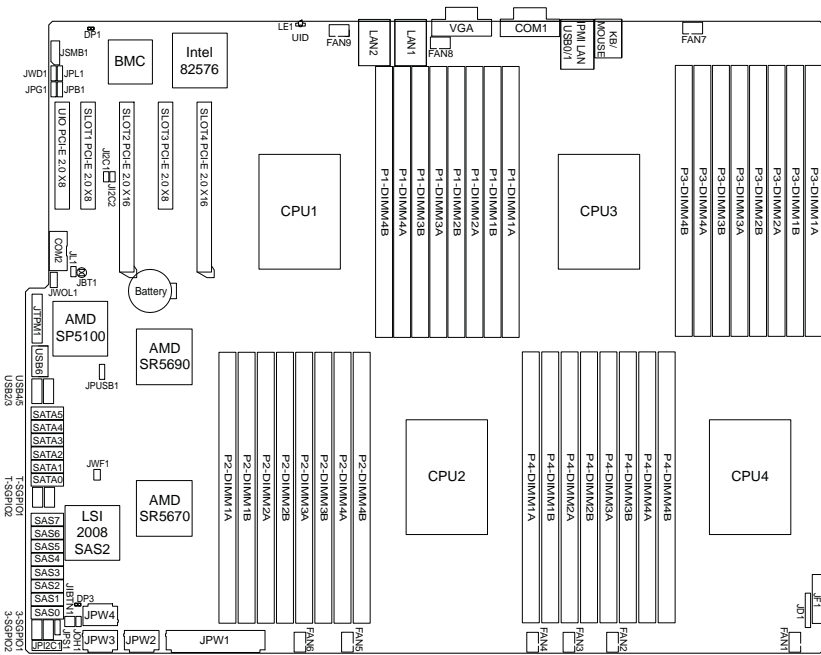 DP1
LE1
UID
FAN9
LAN2
LAN1
VGA
FAN8
COM1
IPMI LAN
USB0/1
KB/
MOUSE
FAN7
JSMB1
BMC
Intel
82576
JWD1
JPL1
JPG1
JPB1
UIO PCI-E 2.0 X8
SLOT1 PCI-E 2.0 X8
JI2C1
JI2C2
SLOT2 PCI-E 2.0 X16
SLOT3 PCI-E 2.0 X8
SLOT4 PCI-E 2.0 X16
CPU1
P1-DIMM4B
P1-DIMM4A
P1-DIMM3B
P1-DIMM3A
P1-DIMM2B
P1-DIMM2A
P1-DIMM1B
P1-DIMM1A
CPU3
P3-DIMM4B
P3-DIMM4A
P3-DIMM3B
P3-DIMM3A
P3-DIMM2B
P3-DIMM2A
P3-DIMM1B
P3-DIMM1A
COM2
JL1
JBT1
JWOL1
Battery
JTPM1
AMD
SP5100
AMD
SR5690
USB6
JPUSB1
USB4/5
USB2/3
SATA5
SATA4
SATA3
SATA2
SATA1
SATA0
JWF1
T-SGPIO1
T-SGPIO2
P2-DIMM1A
P2-DIMM1B
P2-DIMM2A
P2-DIMM2B
P2-DIMM3A
P2-DIMM3B
P2-DIMM4A
P2-DIMM4B
CPU2
P4-DIMM1A
P4-DIMM1B
P4-DIMM2A
P4-DIMM2B
P4-DIMM3A
P4-DIMM3B
P4-DIMM4A
P4-DIMM4B
CPU4
AMD
SR5670
LSI
2008
SAS2
SAS7
SAS6
SAS5
SAS4
SAS3
SAS2
SAS1
SAS0
JIBTN1
DP3
3-SGPIO1
3-SGPIO2
JPI2C1
JPS1
JOH1
JPW4
JPW3
JPW2
JPW1
FAN6
FAN5
FAN4
FAN3
FAN2
FAN1
JD1
JF1